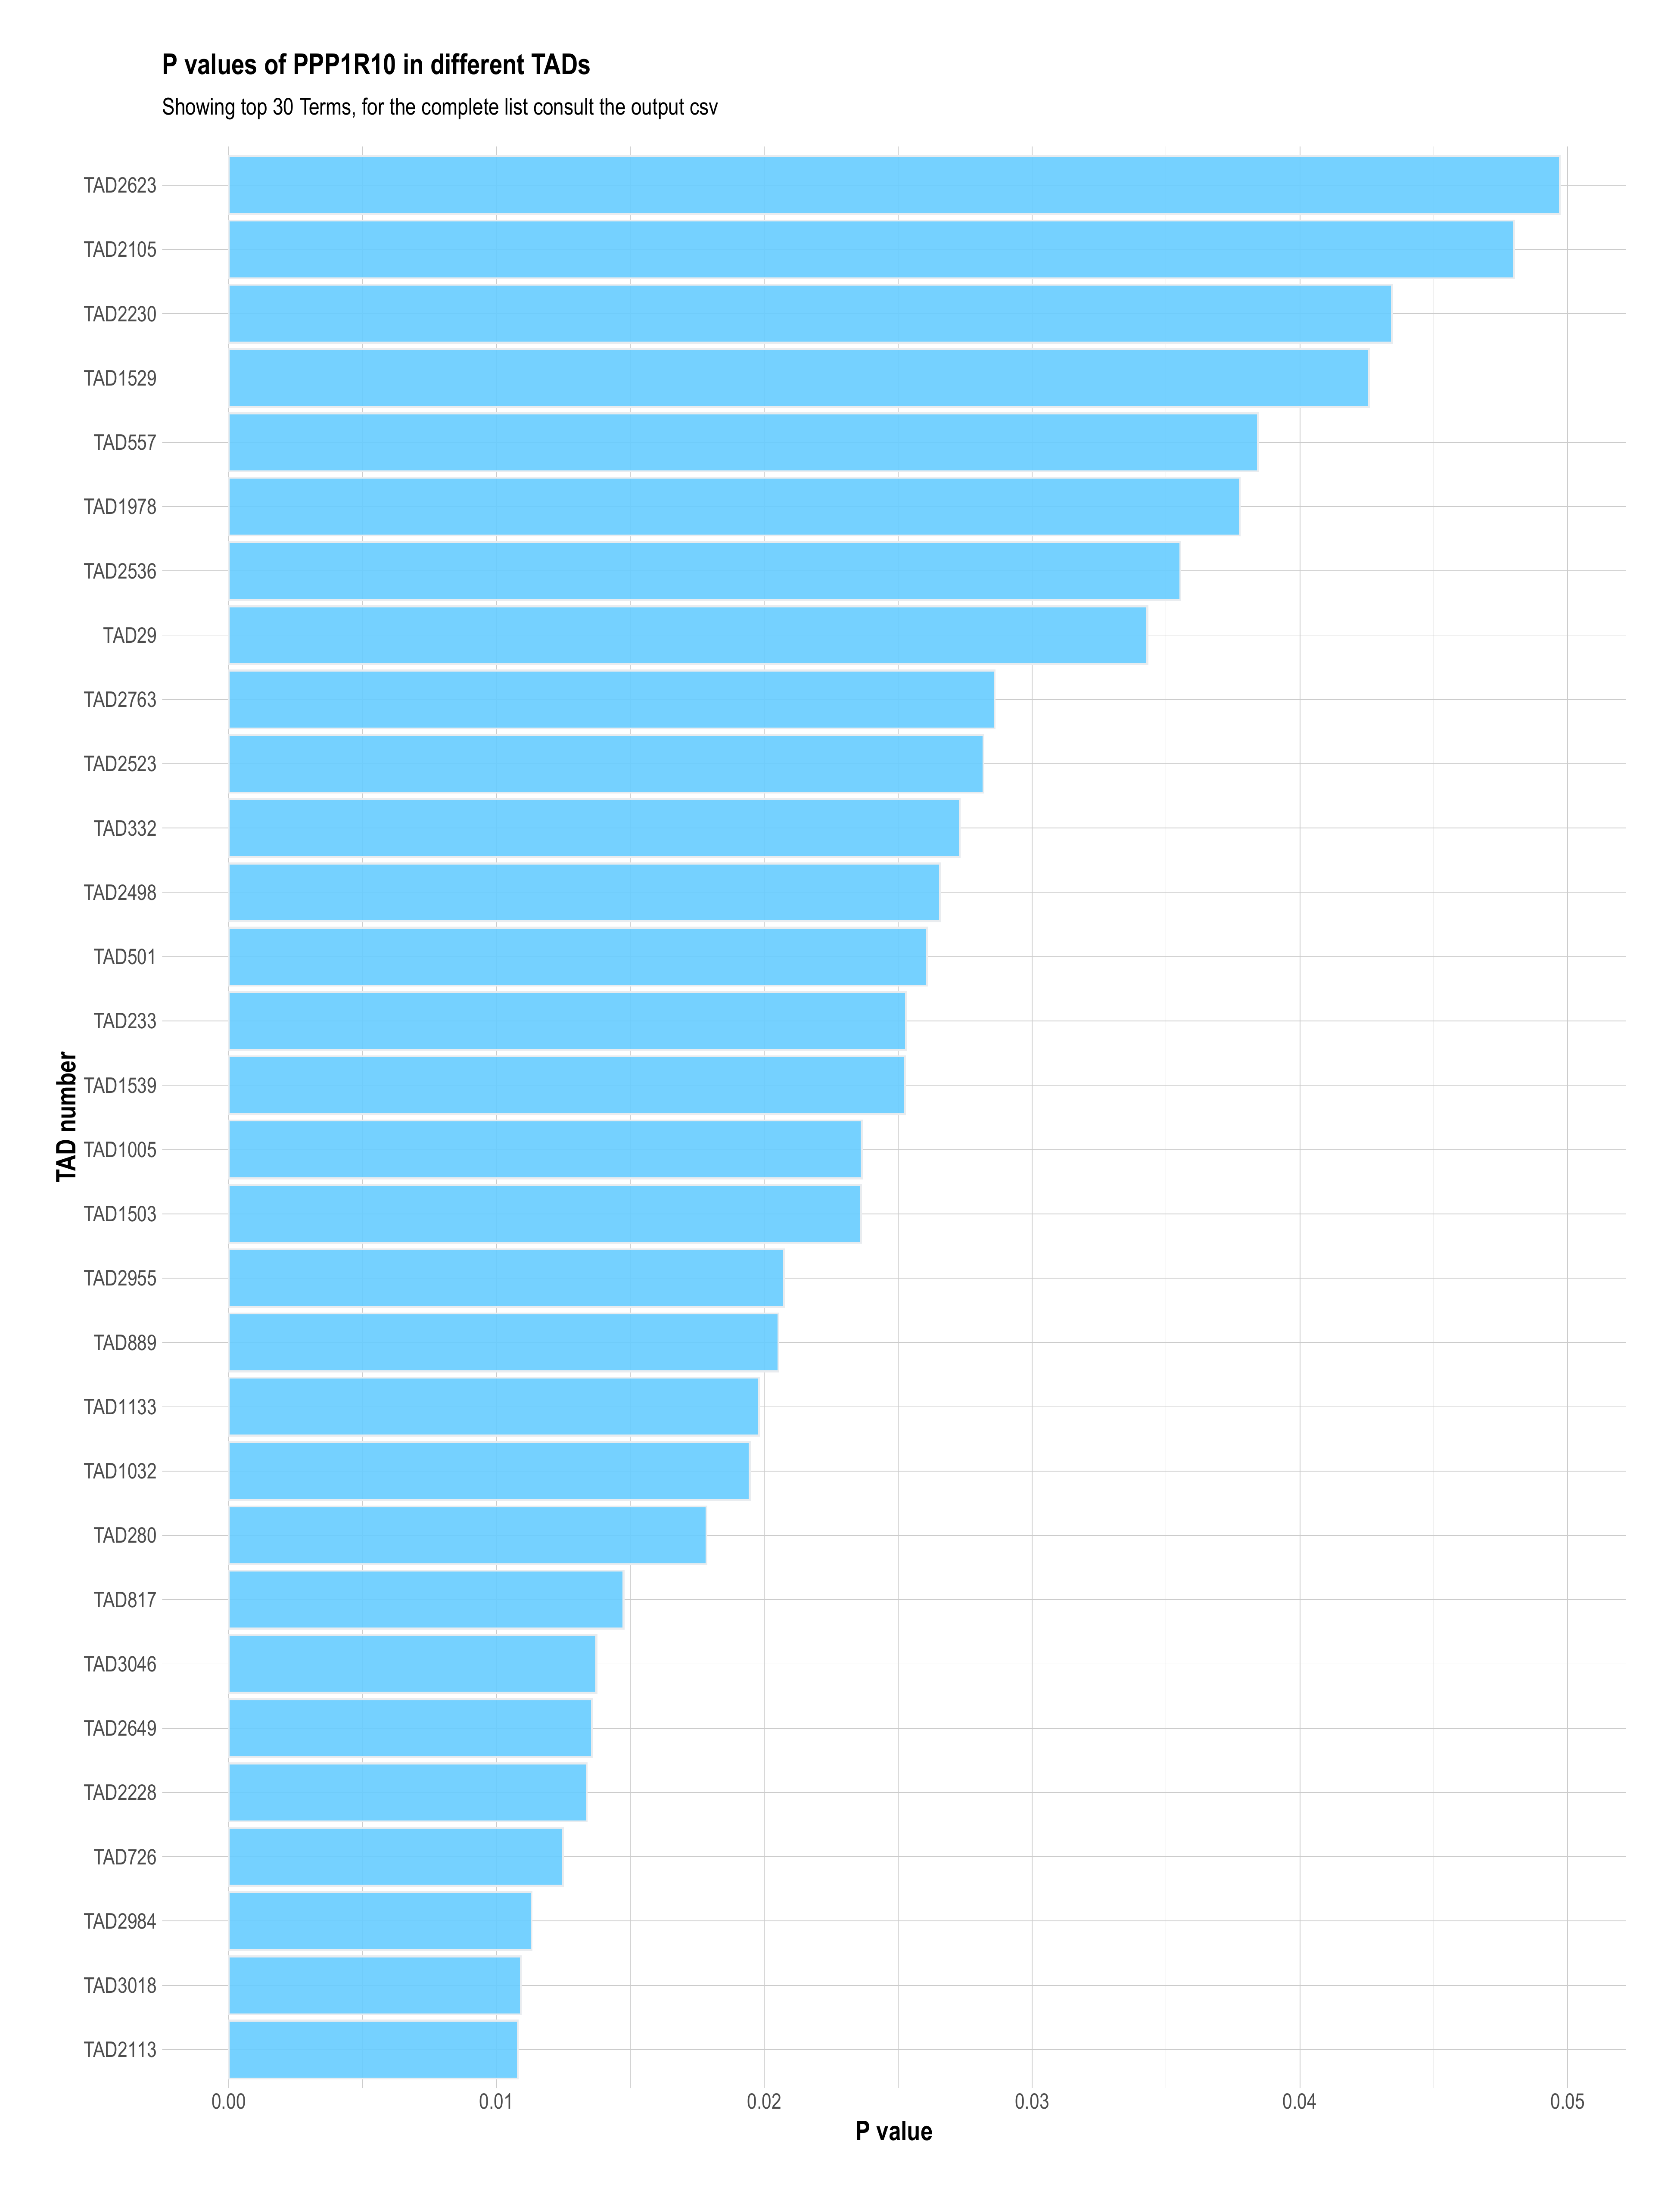 P values of PPP1R10 in different TADs
Showing top 30 Terms, for the complete list consult the output csv
TAD number
TAD2623
TAD2105
TAD2230
TAD1529
TAD557
TAD1978
TAD2536
TAD29
TAD2763
TAD2523
TAD332
TAD2498
TAD501
TAD233
TAD1539
TAD1005
TAD1503
TAD2955
TAD889
TAD1133
TAD1032
TAD280
TAD817
TAD3046
TAD2649
TAD2228
TAD726
TAD2984
TAD3018
TAD2113
0.00 0.01 0.02 0.03 0.04 0.05
P value